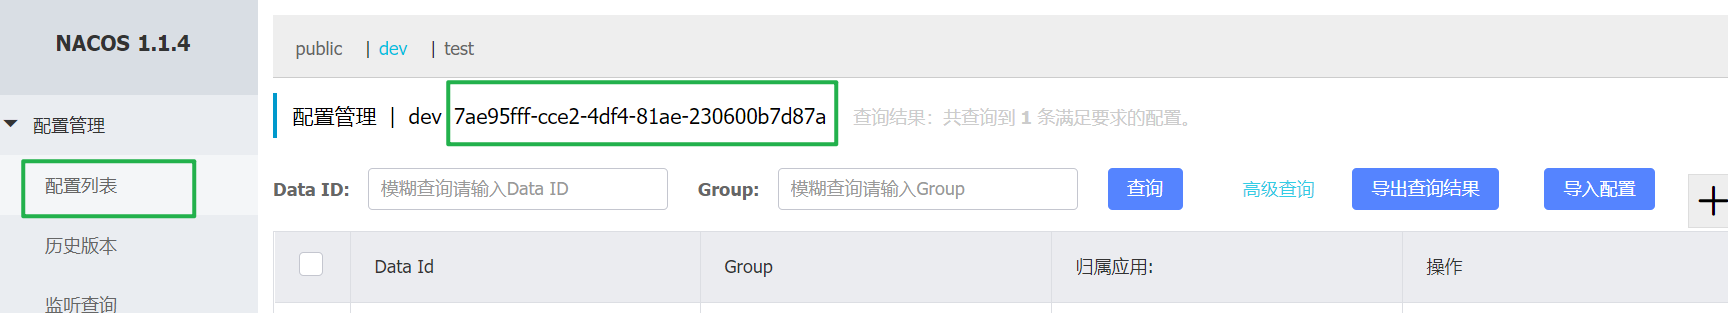 NACOS 1.1.4
public | dev | test
配置管理 | dev 7ae95fff-cce2-4df4-81ae-230600b7d87a 查询结果：共查询到 1 条满足要求的配置。
配置管理
配置列表
历史版本
监听查询
Data ID: 模糊查询请输入Data ID Group: 模糊查询请输入Group 查询 高级查询 导出查询结果 导入配置
Data Id Group 归属应用: 操作